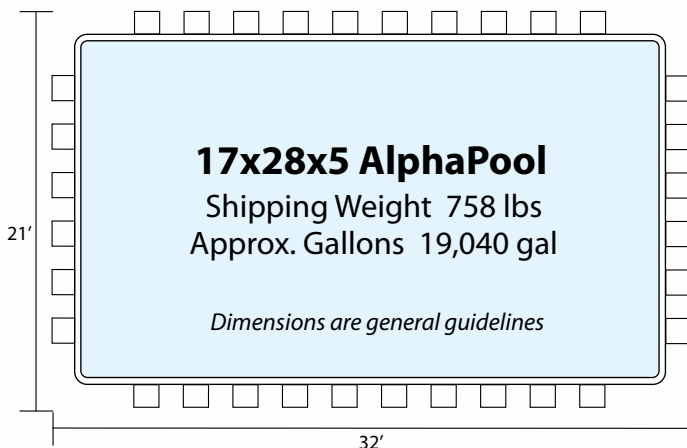 17x28x5 AlphaPool
Shipping Weight 758 lbs
Approx. Gallons 19,040 gal
21’
Dimensions are general guidelines
32’